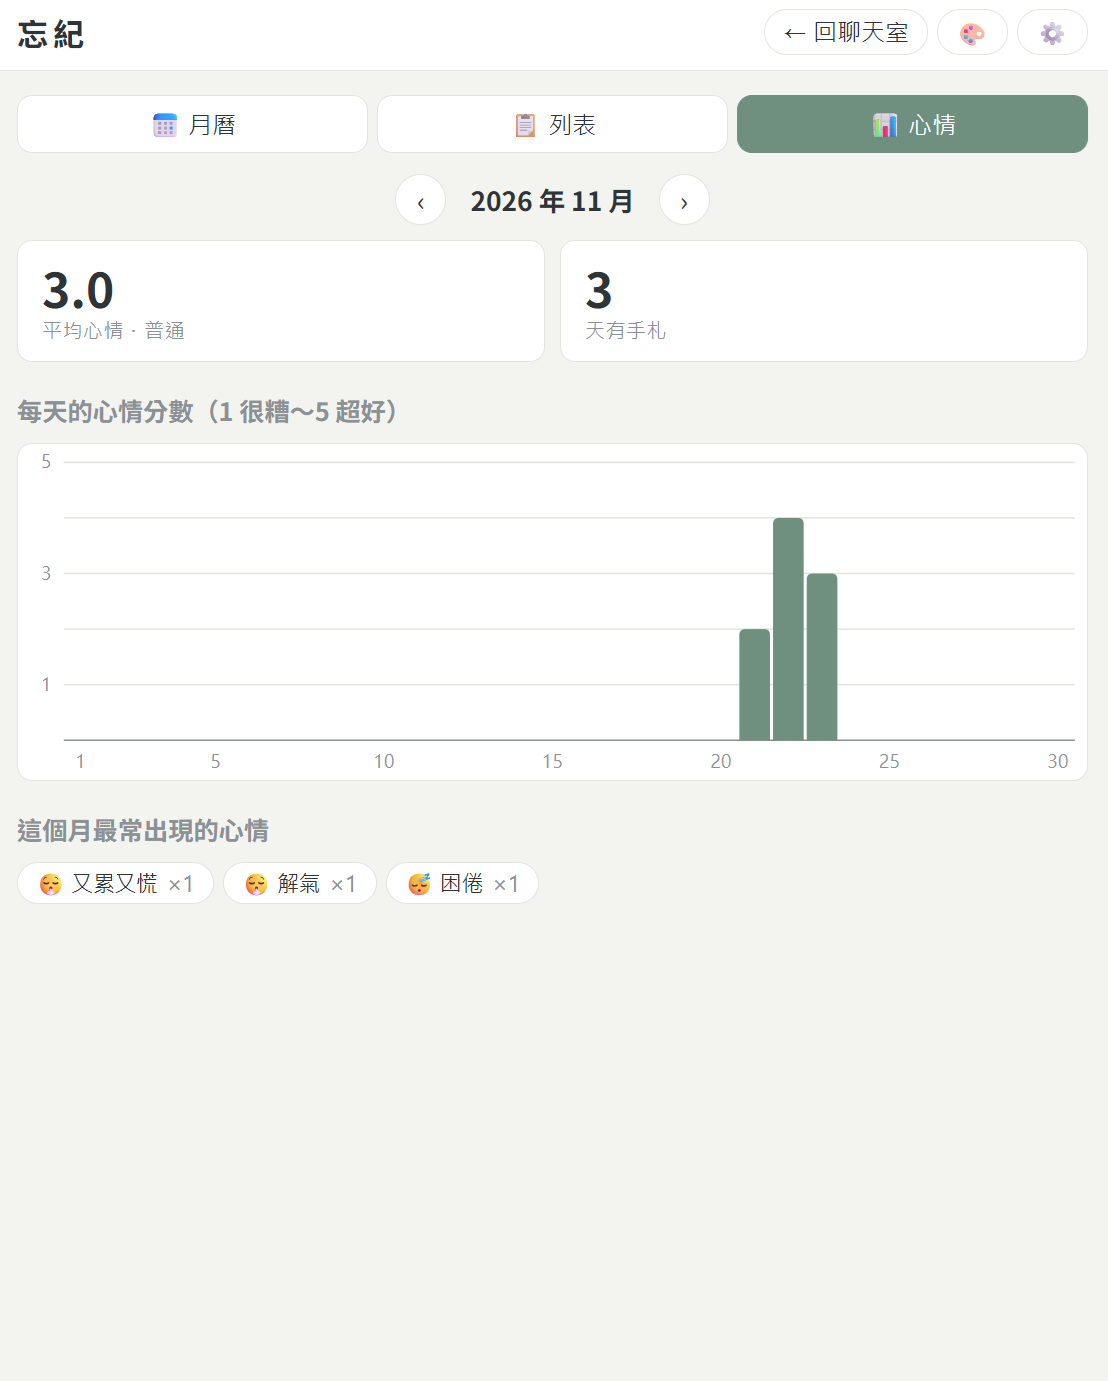 忘紀
← 回聊天室
月曆
列表
心情
‹ 2026 年 11 月 ›
3.0
平均心情 · 普通
3
天有手札
每天的心情分數（1 很糟～5 超好）
5
3
1
1 5 10 15 20 25 30
這個月最常出現的心情
又累又慌 ×1
解氣 ×1
困倦 ×1